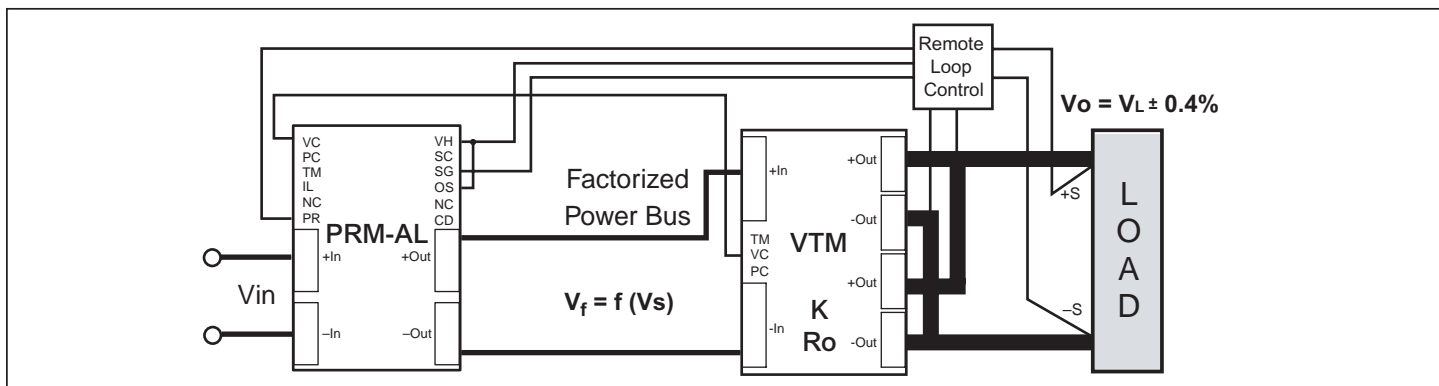 Remote
Loop
Control
Vo = VL ± 0.4%
VC
PC
TM
IL
NC
PR
VH
SC
SG
OS
NC
CD
PRM-AL
+In
–In
+Out
–Out
Vin
Factorized
Power Bus
Vf = f (Vs)
+In
TM
VC
PC
-In
VTM
K
Ro
+Out
-Out
+Out
-Out
+S
–S
L
O
A
D